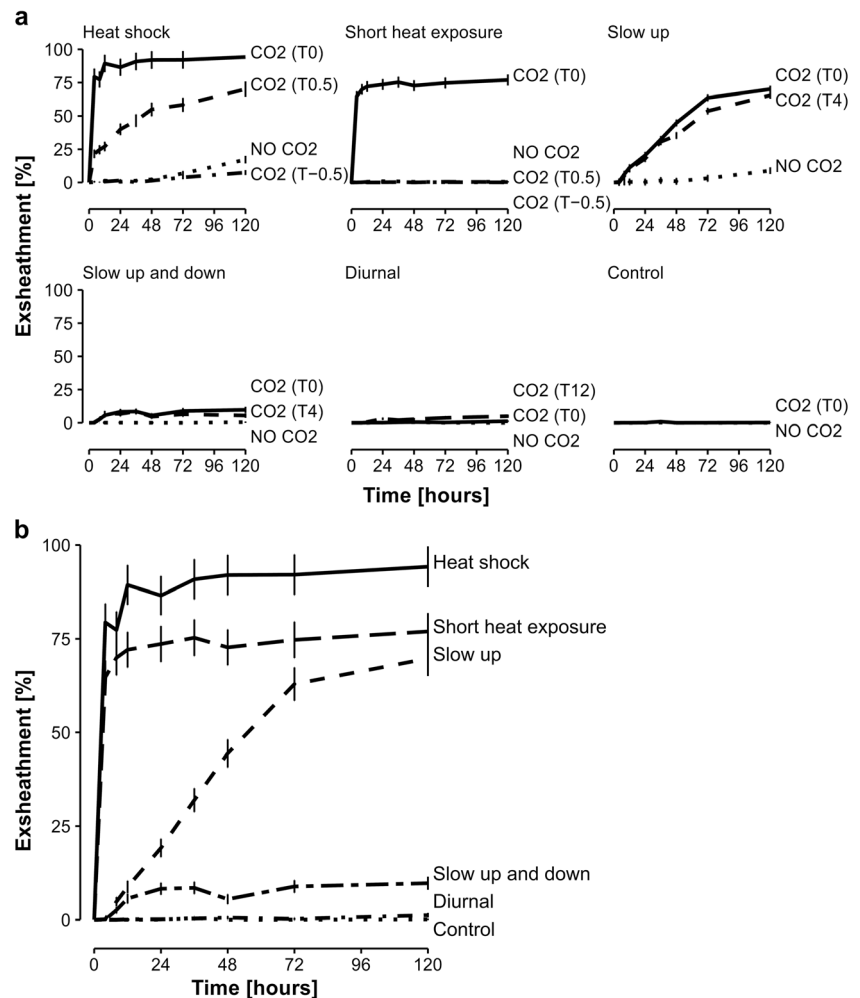 a
Heat shock
Short heat exposure
Slow up
100
75
50
25
0
CO2 (T0)
CO2 (T0.5)
NO CO2
CO2 (T−0.5)
CO2 (T0)
NO CO2
CO2 (T0.5)
CO2 (T−0.5)
CO2 (T0)
CO2 (T4)
NO CO2
0 24 48 72 96 120
0 24 48 72 96 120
0 24 48 72 96 120
Exsheathment [%]
Slow up and down
Diurnal
Control
100
75
50
25
0
CO2 (T0)
CO2 (T4)
NO CO2
CO2 (T12)
CO2 (T0)
NO CO2
CO2 (T0)
NO CO2
0 24 48 72 96 120
0 24 48 72 96 120
0 24 48 72 96 120
Time [hours]
b
Exsheathment [%]
100
75
50
25
0
Heat shock
Short heat exposure
Slow up
Slow up and down
Diurnal
Control
0 24 48 72 96 120
Time [hours]